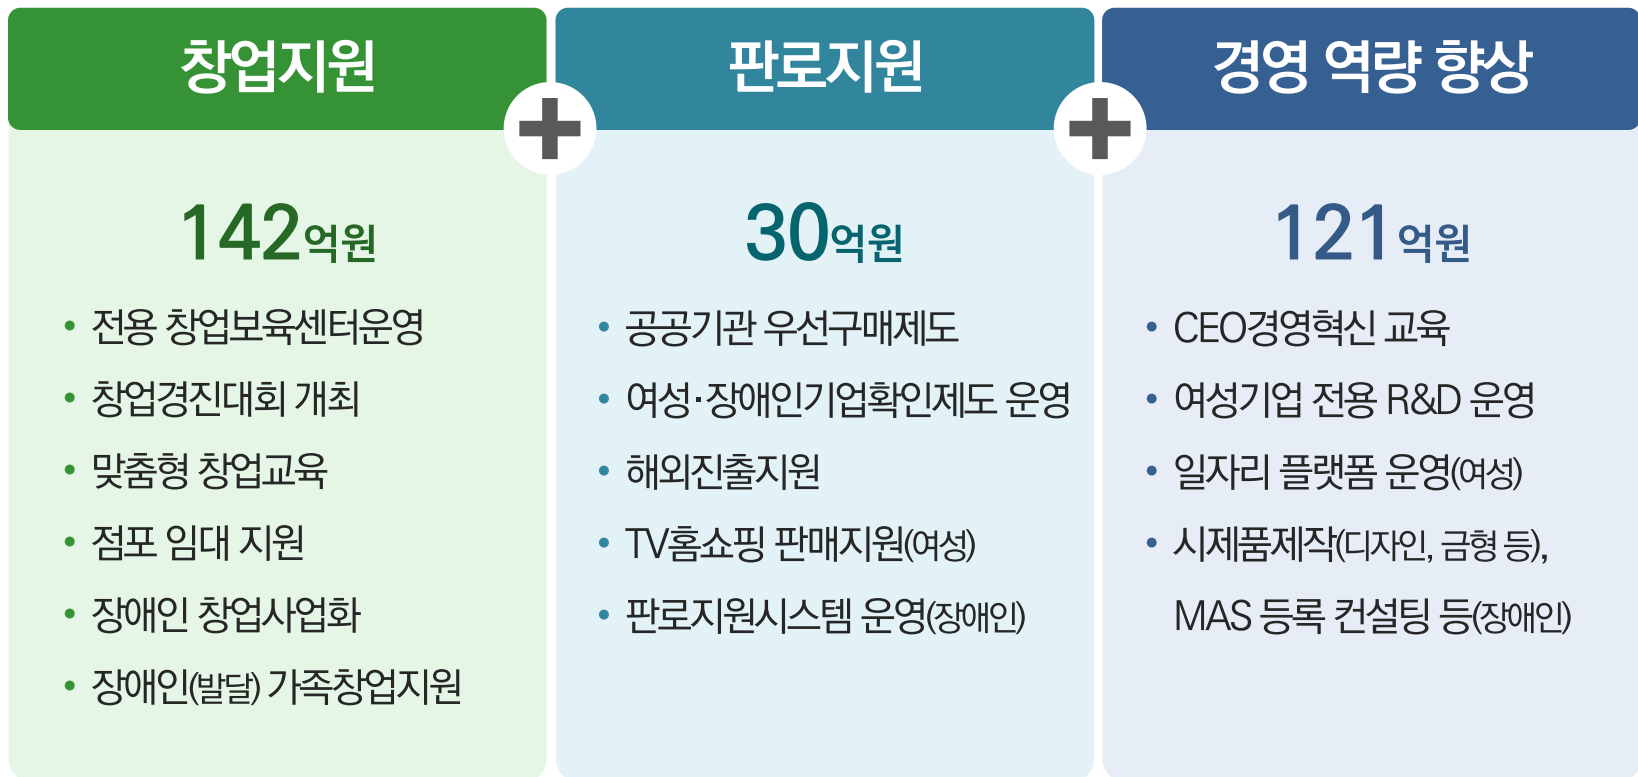 창업지원
142억원
• 전용 창업보육센터운영
• 창업경진대회 개최
• 맞춤형 창업교육
• 점포 임대 지원
• 장애인 창업사업화
• 장애인(발달) 가족창업지원
판로지원
30억원
• 공공기관 우선구매제도
• 여성·장애인기업확인제도 운영
• 해외진출지원
• TV홈쇼핑 판매지원(여성)
• 판로지원시스템 운영(장애인)
경영 역량 향상
121억원
• CEO경영혁신 교육
• 여성기업 전용 R&D 운영
• 일자리 플랫폼 운영(여성)
• 시제품제작(디자인, 금형 등),
MAS 등록 컨설팅 등(장애인)